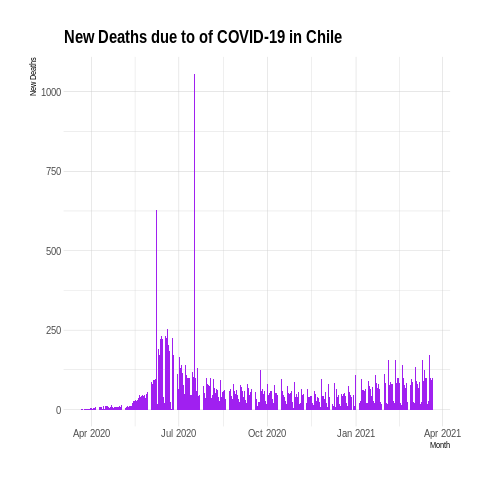 New Deaths due to of COVID-19 in Chile
New Deaths
1000
750
500
250
0
Apr 2020
Jul 2020
Oct 2020
Jan 2021
Apr 2021
Month